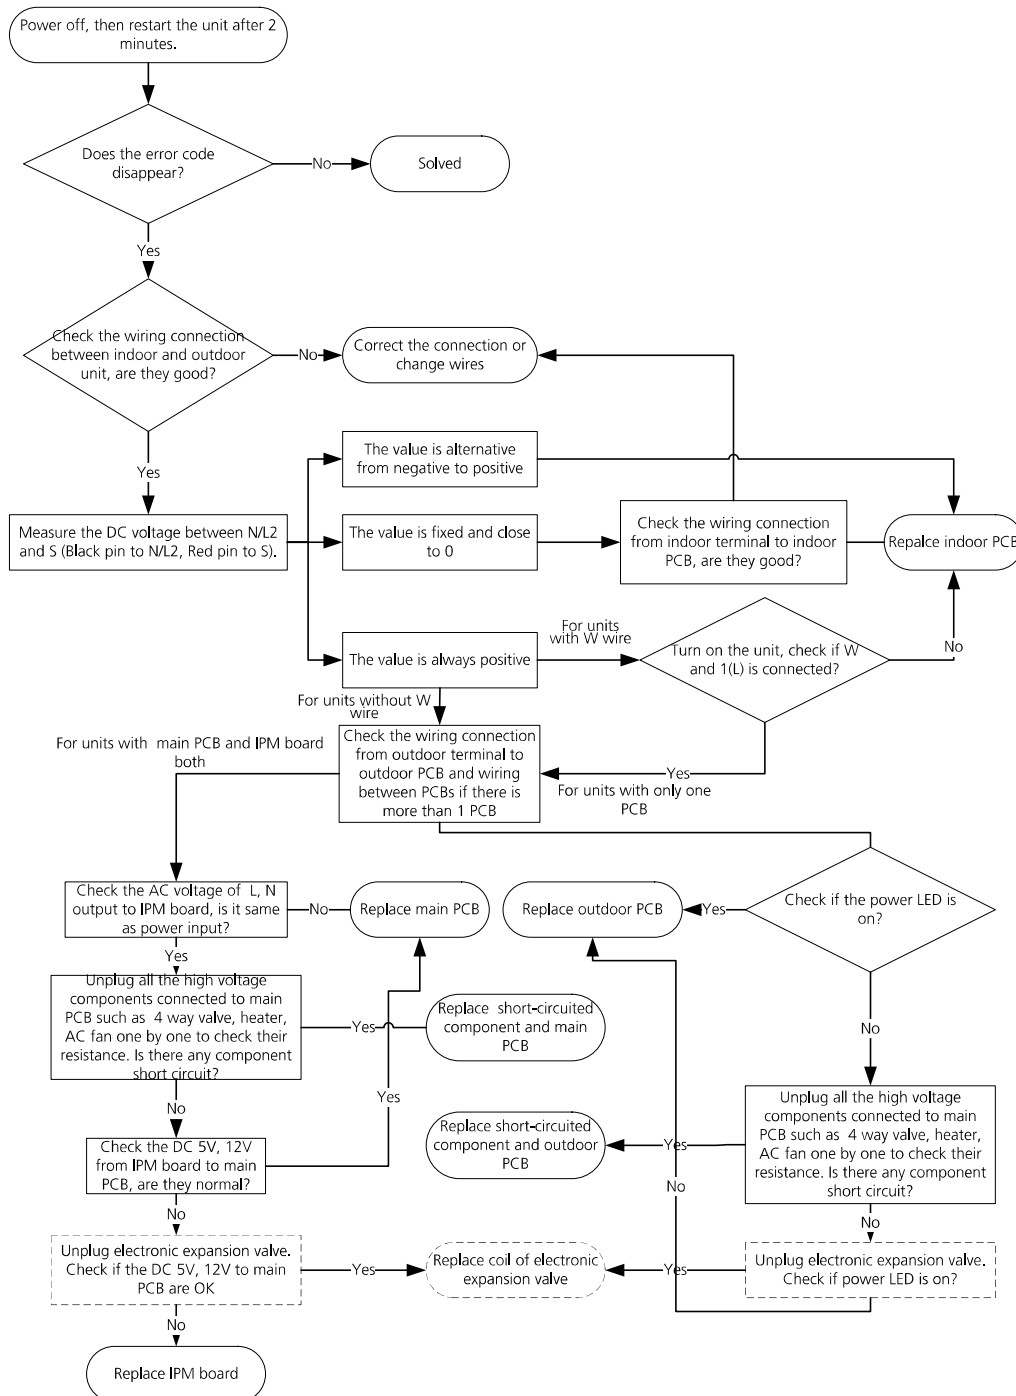 Power off, then restart the unit after 2
minutes.
Does the error code
disappear?
No
Solved
Yes
Check the wiring connection
between indoor and outdoor
unit, are they good?
No
Correct the connection or
change wires
Yes
The value is alternative
from negative to positive
Measure the DC voltage between N/L2
and S (Black pin to N/L2, Red pin to S).
The value is fixed and close
to 0
Check the wiring connection
from indoor terminal to indoor
PCB, are they good?
Repalce indoor PCB
The value is always positive
For units
with W wire
Turn on the unit, check if W
and 1(L) is connected?
No
For units without W
wire
For units with  main PCB and IPM board
both
Check the wiring connection
from outdoor terminal to
outdoor PCB and wiring
between PCBs if there is
more than 1 PCB
Yes
For units with only one
PCB
Check the AC voltage of  L, N
output to IPM board, is it same
as power input?
No
Replace main PCB
Replace outdoor PCB
Yes
Check if the power LED is
on?
Yes
Unplug all the high voltage
components connected to main
PCB such as  4 way valve, heater,
AC fan one by one to check their
resistance. Is there any component
short circuit?
Yes
Replace  short-circuited
component and main
PCB
No
Yes
No
Check the DC 5V, 12V
from IPM board to main
PCB, are they normal?
Replace short-circuited
component and outdoor
PCB
Yes
Unplug all the high voltage
components connected to main
PCB such as  4 way valve, heater,
AC fan one by one to check their
resistance. Is there any component
short circuit?
No
No
No
Unplug electronic expansion valve.
Check if the DC 5V, 12V to main
PCB are OK
Yes
Replace coil of electronic
expansion valve
Yes
Unplug electronic expansion valve.
Check if power LED is on?
No
Replace IPM board